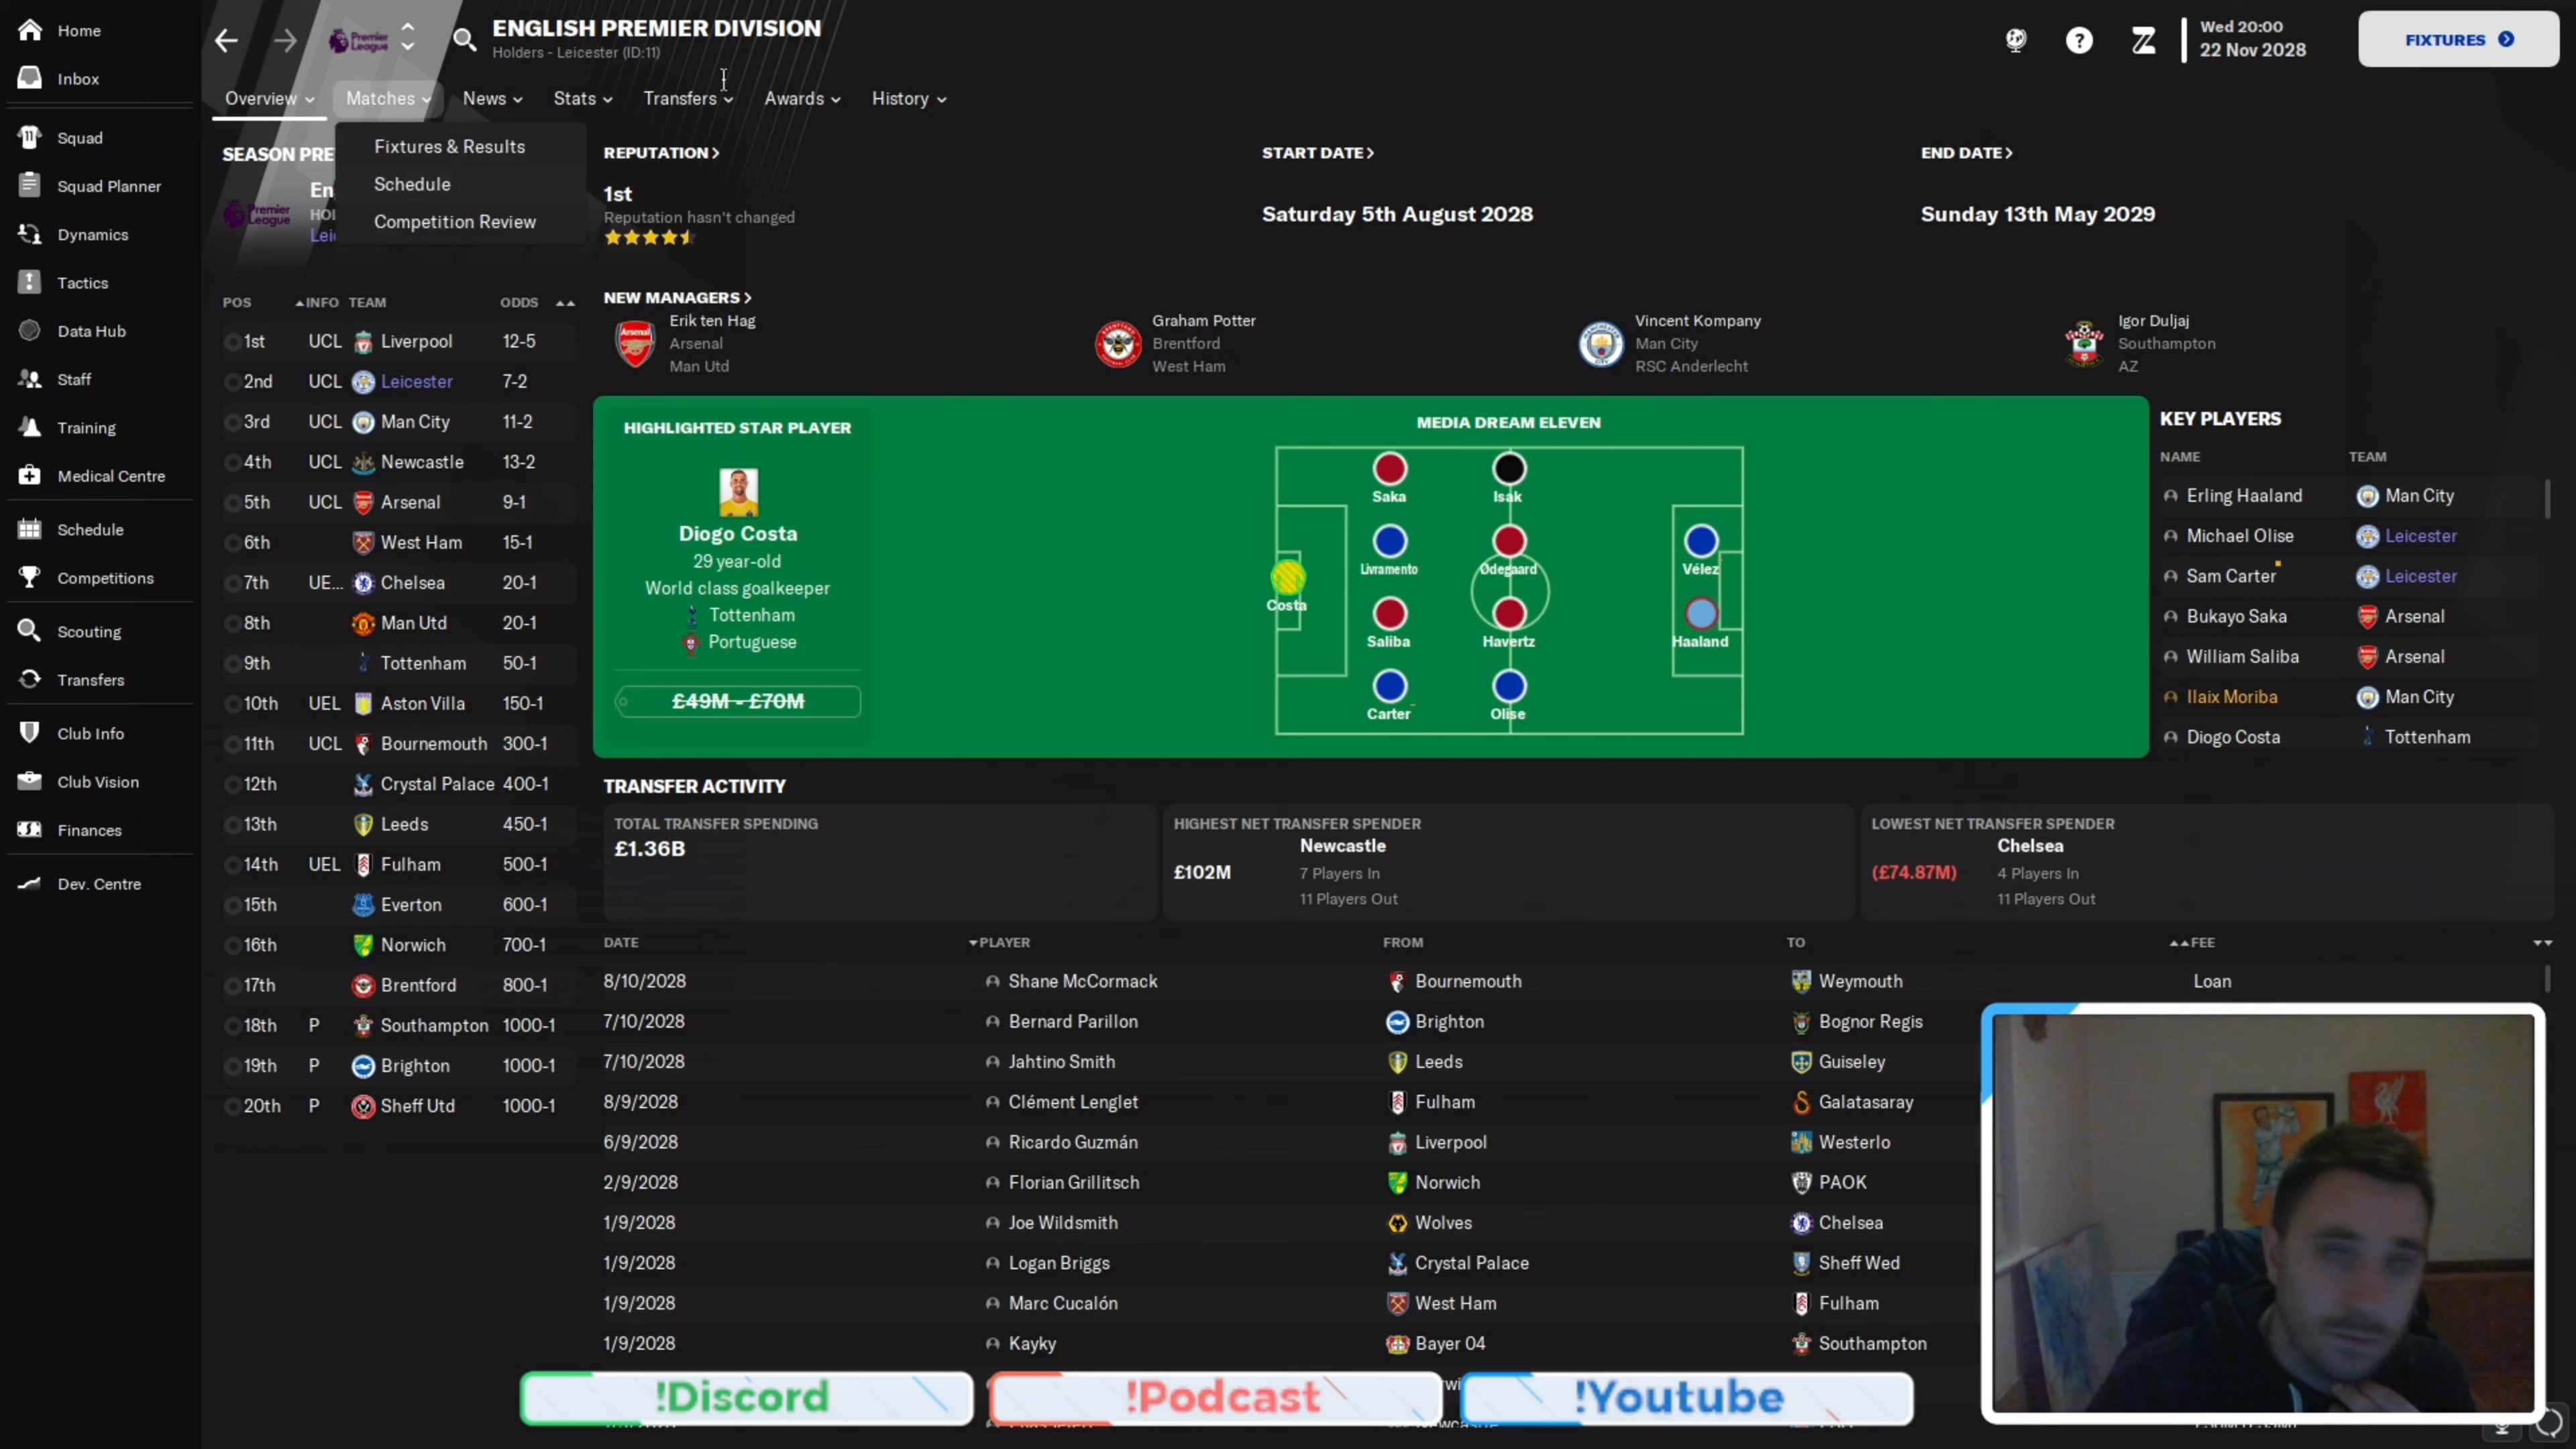 Home
Inbox
Squad
Squad Planner
Dynamics
Tactics
Data Hub
Staff
Training
Medical Centre
Schedule
Competitions
Scouting
Transfers
Club Info
Club Vision
Finances
Dev. Centre
Premier League
ENGLISH PREMIER DIVISION
Holders - Leicester (ID:11)
Wed 20:00
22 Nov 2028
FIXTURES
Overview Matches News Stats Transfers Awards History
Fixtures & Results
Schedule
Competition Review
SEASON PRE
Premier League
En
HOL
Lei
REPUTATION
1st
Reputation hasn't changed
START DATE
Saturday 5th August 2028
END DATE
Sunday 13th May 2029
POS INFO TEAM ODDS
1st UCL Liverpool 12-5
2nd UCL Leicester 7-2
3rd UCL Man City 11-2
4th UCL Newcastle 13-2
5th UCL Arsenal 9-1
6th West Ham 15-1
7th UE... Chelsea 20-1
8th Man Utd 20-1
9th Tottenham 50-1
10th UEL Aston Villa 150-1
11th UCL Bournemouth 300-1
12th Crystal Palace 400-1
13th Leeds 450-1
14th UEL Fulham 500-1
15th Everton 600-1
16th Norwich 700-1
17th Brentford 800-1
18th P Southampton 1000-1
19th P Brighton 1000-1
20th P Sheff Utd 1000-1
NEW MANAGERS
Erik ten Hag
Arsenal
Man Utd
Graham Potter
Brentford
West Ham
Vincent Kompany
Man City
RSC Anderlecht
Igor Duljaj
Southampton
AZ
HIGHLIGHTED STAR PLAYER
Diogo Costa
29 year-old
World class goalkeeper
Tottenham
Portuguese
£49M - £70M
MEDIA DREAM ELEVEN
Saka Isak
Livramento Ødegaard Vélez
Costa
Saliba Havertz Haaland
Carter Olise
KEY PLAYERS
NAME TEAM
Erling Haaland Man City
Michael Olise Leicester
Sam Carter Leicester
Bukayo Saka Arsenal
William Saliba Arsenal
Ilaix Moriba Man City
Diogo Costa Tottenham
TRANSFER ACTIVITY
TOTAL TRANSFER SPENDING
£1.36B
HIGHEST NET TRANSFER SPENDER
£102M
Newcastle
7 Players In
11 Players Out
LOWEST NET TRANSFER SPENDER
(£74.87M)
Chelsea
4 Players In
11 Players Out
DATE PLAYER FROM TO FEE
8/10/2028 Shane McCormack Bournemouth Weymouth Loan
7/10/2028 Bernard Parillon Brighton Bognor Regis
7/10/2028 Jahtino Smith Leeds Guiseley
8/9/2028 Clément Lenglet Fulham Galatasaray
6/9/2028 Ricardo Guzmán Liverpool Westerlo
2/9/2028 Florian Grillitsch Norwich PAOK
1/9/2028 Joe Wildsmith Wolves Chelsea
1/9/2028 Logan Briggs Crystal Palace Sheff Wed
1/9/2028 Marc Cucalón West Ham Fulham
1/9/2028 Kayky Bayer 04 Southampton
!Discord
!Podcast
!Youtube